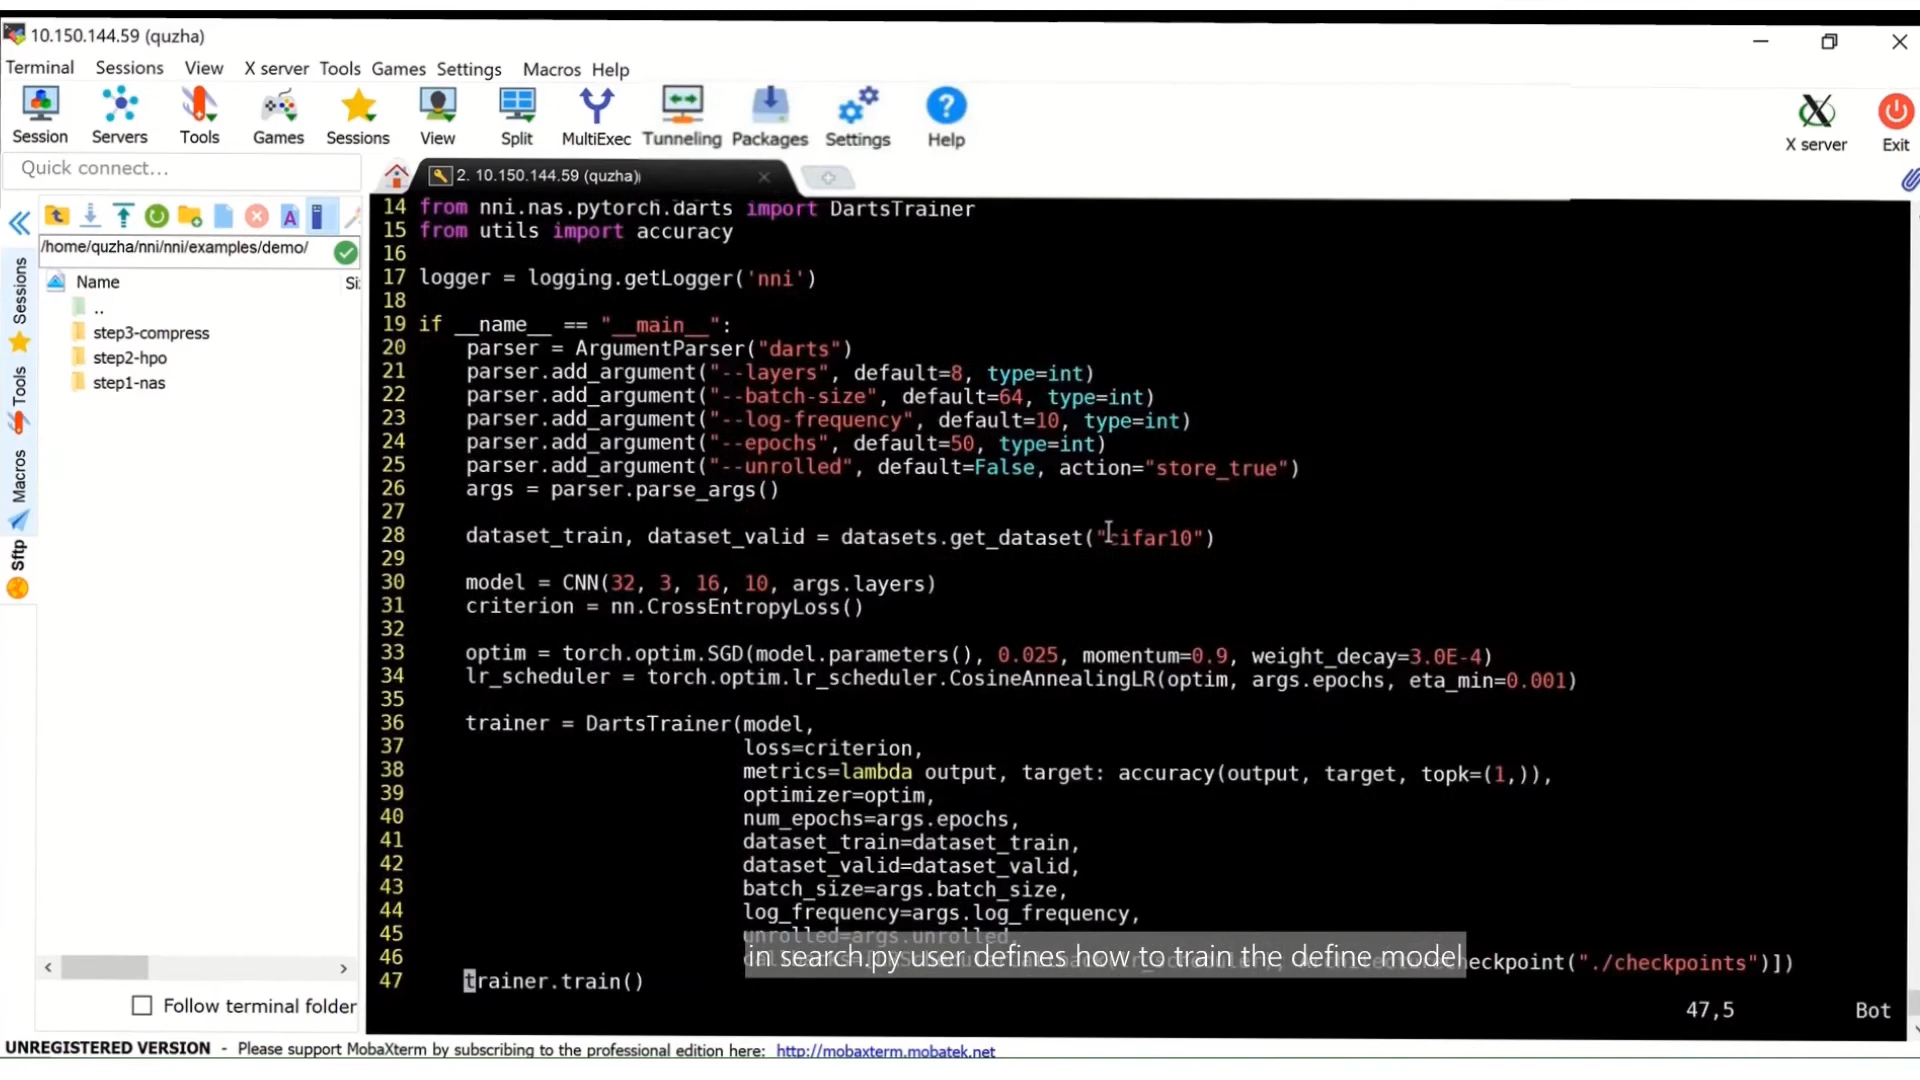 10.150.144.59 (quzha)
Terminal Sessions View X server Tools Games Settings Macros Help
Session Servers Tools Games Sessions View Split MultiExec Tunneling Packages Settings Help X server Exit
Quick connect...
2. 10.150.144.59 (quzha)
/home/quzha/nni/nni/examples/demo/
Name Si
..
step3-compress
step2-hpo
step1-nas
Sessions
Tools
Macros
Sftp
14 from nni.nas.pytorch.darts import DartsTrainer
15 from utils import accuracy
16
17 logger = logging.getLogger('nni')
18
19 if __name__ == "__main__":
20 parser = ArgumentParser("darts")
21 parser.add_argument("--layers", default=8, type=int)
22 parser.add_argument("--batch-size", default=64, type=int)
23 parser.add_argument("--log-frequency", default=10, type=int)
24 parser.add_argument("--epochs", default=50, type=int)
25 parser.add_argument("--unrolled", default=False, action="store_true")
26 args = parser.parse_args()
27
28 dataset_train, dataset_valid = datasets.get_dataset("cifar10")
29
30 model = CNN(32, 3, 16, 10, args.layers)
31 criterion = nn.CrossEntropyLoss()
32
33 optim = torch.optim.SGD(model.parameters(), 0.025, momentum=0.9, weight_decay=3.0E-4)
34 lr_scheduler = torch.optim.lr_scheduler.CosineAnnealingLR(optim, args.epochs, eta_min=0.001)
35
36 trainer = DartsTrainer(model,
37 loss=criterion,
38 metrics=lambda output, target: accuracy(output, target, topk=(1,)),
39 optimizer=optim,
40 num_epochs=args.epochs,
41 dataset_train=dataset_train,
42 dataset_valid=dataset_valid,
43 batch_size=args.batch_size,
44 log_frequency=args.log_frequency,
45 unrolled=args.unrolled,
46 heckpoint("./checkpoints")])
in search.py user defines how to train the define model
47 trainer.train()
47,5 Bot
Follow terminal folder
UNREGISTERED VERSION - Please support MobaXterm by subscribing to the professional edition here: http://mobaxterm.mobatek.net